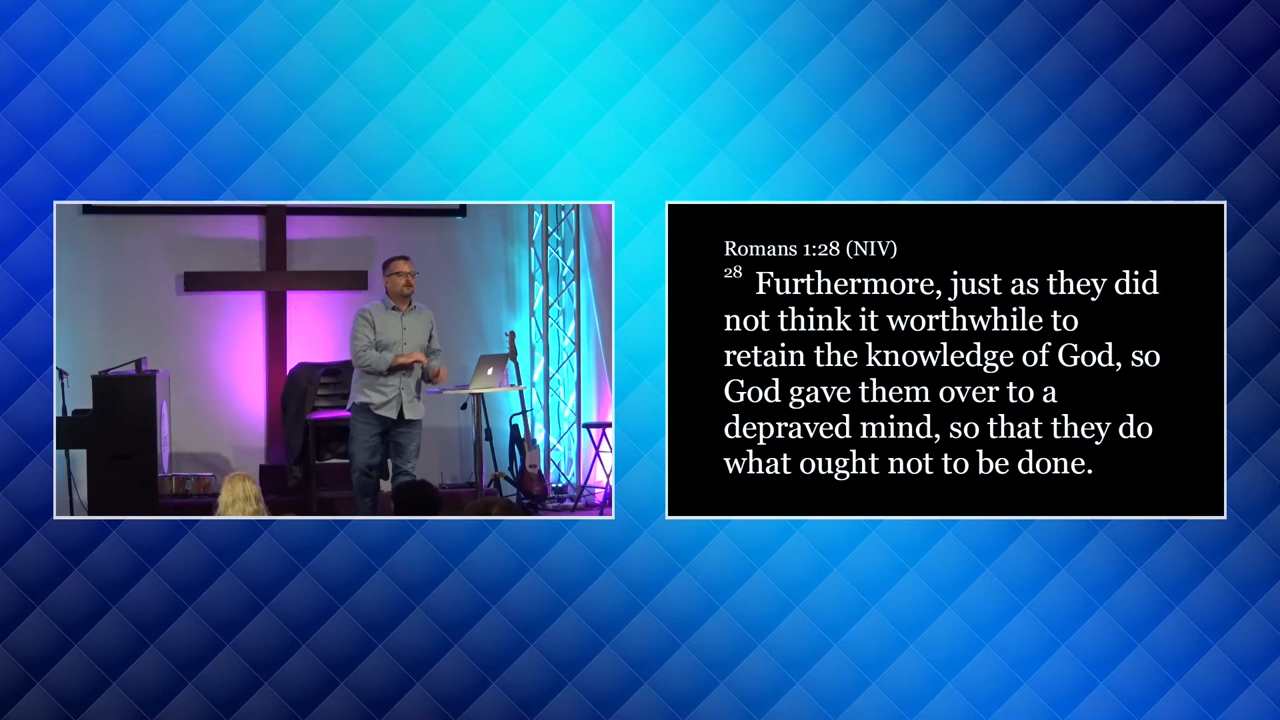 Romans 1:28 (NIV)
28 Furthermore, just as they did
not think it worthwhile to
retain the knowledge of God, so
God gave them over to a
depraved mind, so that they do
what ought not to be done.